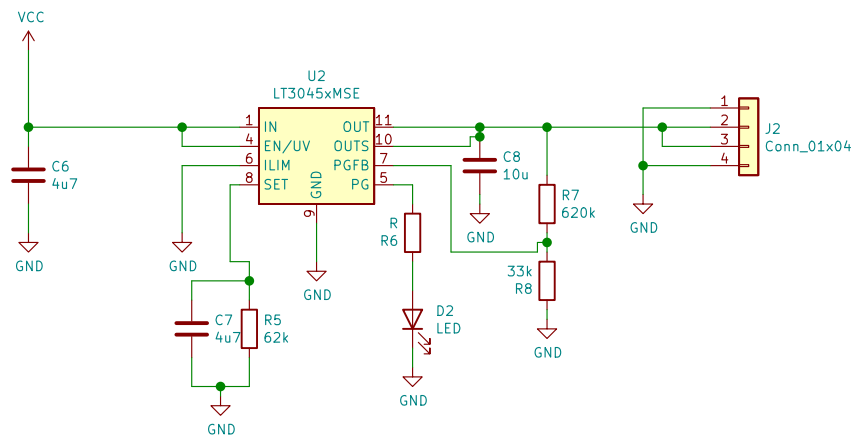 VCC
U2
LT3045xMSE
1 IN OUT 11
4 EN/UV OUTS 10
6 ILIM PGFB 7
8 SET PG 5
GND
9
C6
4u7
GND
GND
GND
C7
4u7
R5
62k
GND
R
R6
D2
LED
GND
C8
10u
GND
R7
620k
33k
R8
GND
1
2
3
4
J2
Conn_01x04
GND